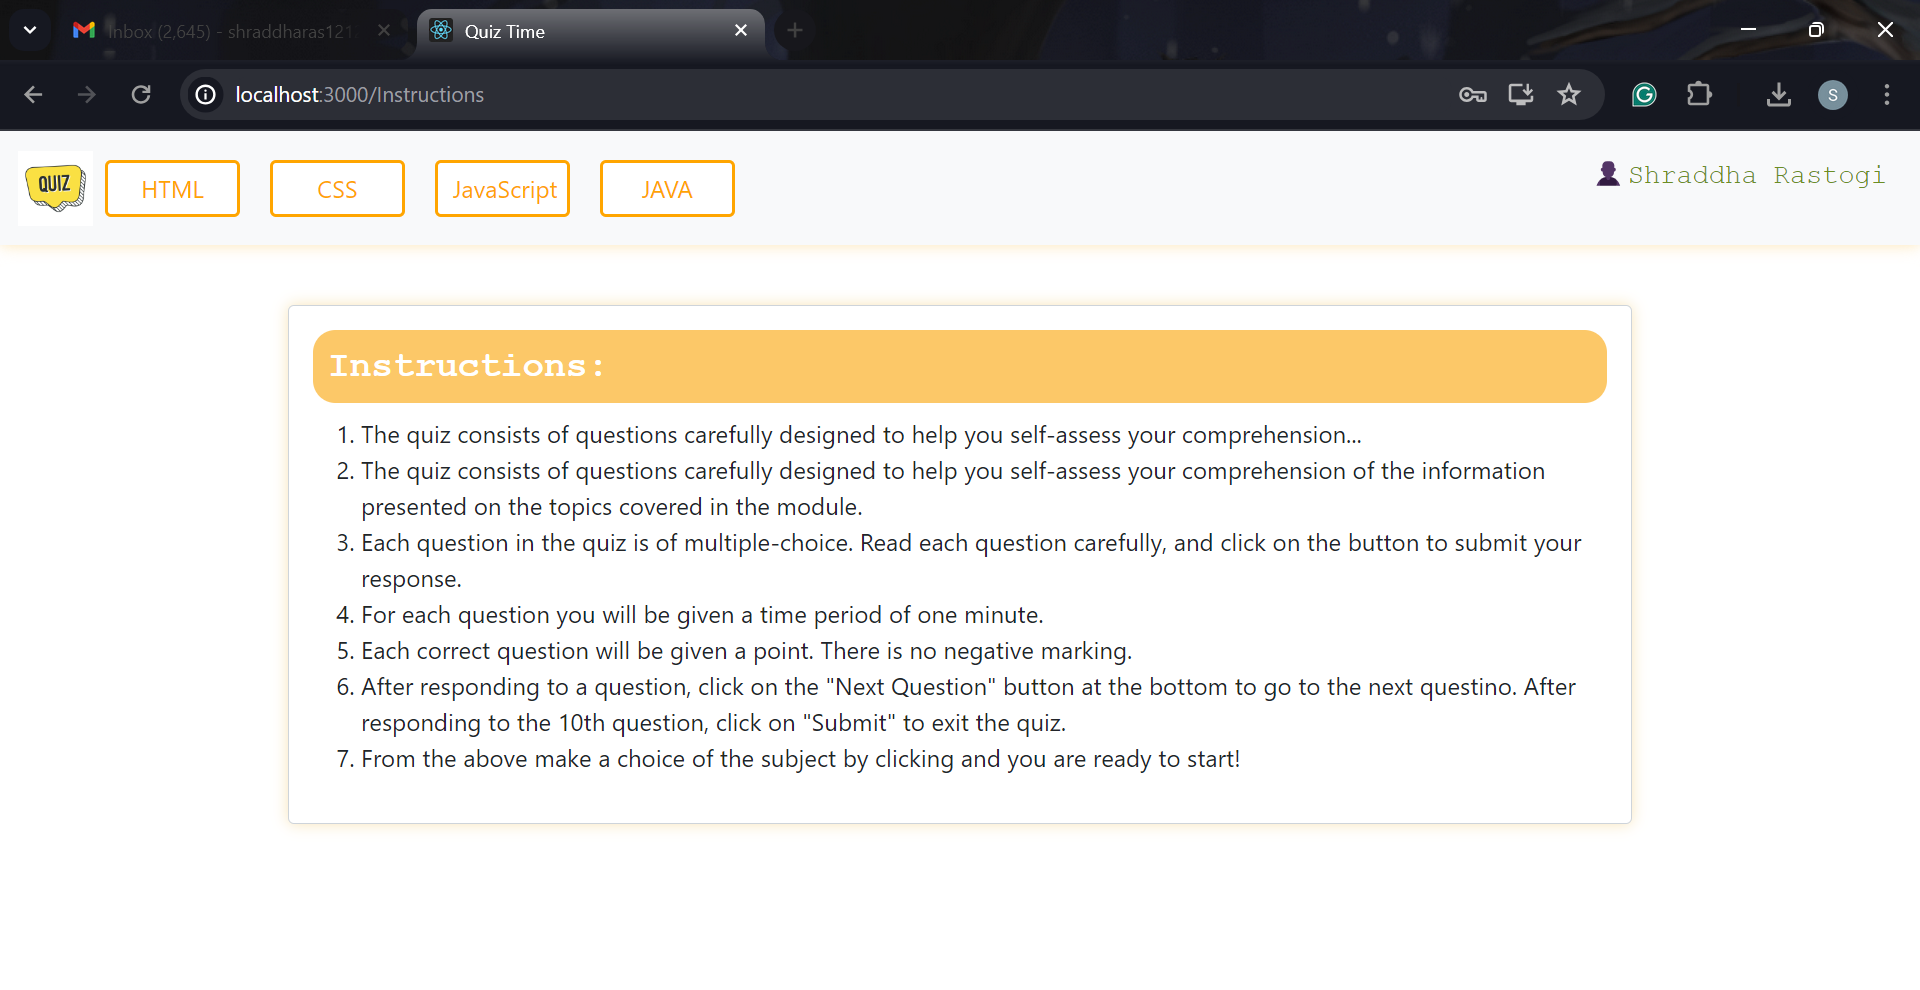 Inbox (2,645) - shraddharas121
Quiz Time
localhost:3000/Instructions
S
QUIZ
HTML
CSS
JavaScript
JAVA
Shraddha Rastogi
Instructions:
1. The quiz consists of questions carefully designed to help you self-assess your comprehension...
2. The quiz consists of questions carefully designed to help you self-assess your comprehension of the information
presented on the topics covered in the module.
3. Each question in the quiz is of multiple-choice. Read each question carefully, and click on the button to submit your
response.
4. For each question you will be given a time period of one minute.
5. Each correct question will be given a point. There is no negative marking.
6. After responding to a question, click on the "Next Question" button at the bottom to go to the next questino. After
responding to the 10th question, click on "Submit" to exit the quiz.
7. From the above make a choice of the subject by clicking and you are ready to start!